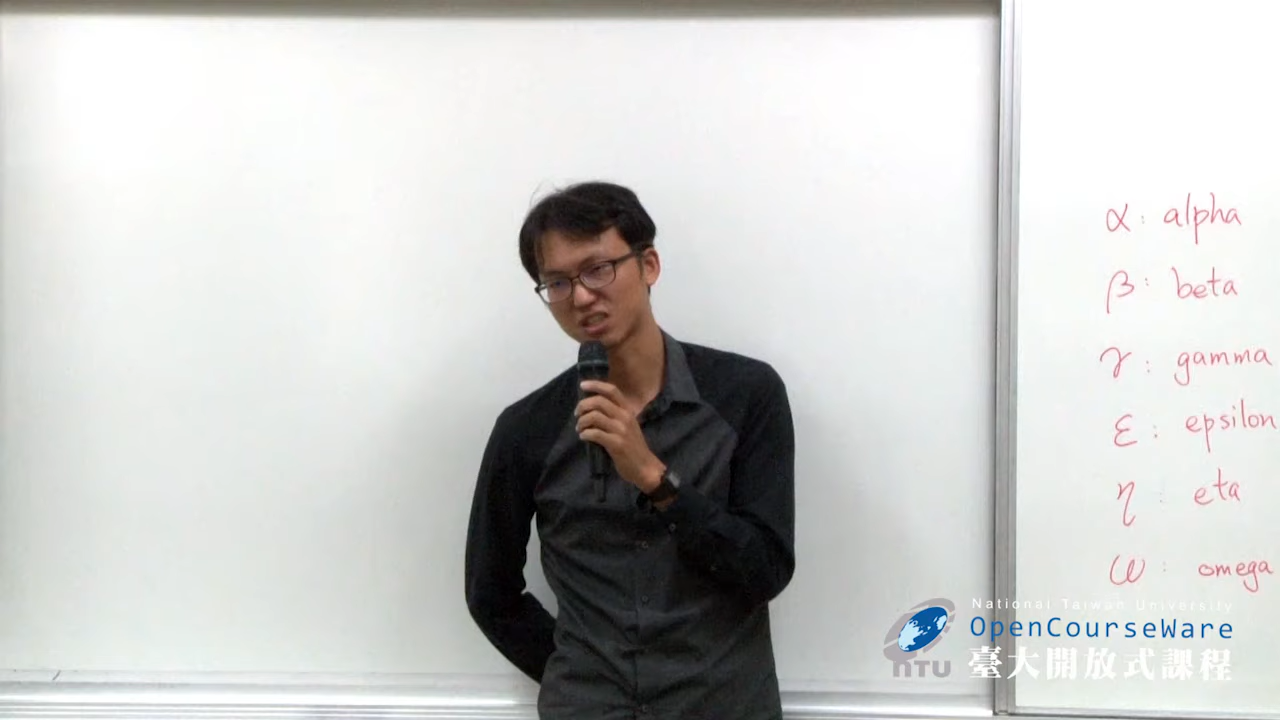 α: alpha
β: beta
γ: gamma
ε: epsilon
η: eta
ω: omega
National Taiwan University
OpenCourseWare
NTU 臺大開放式課程